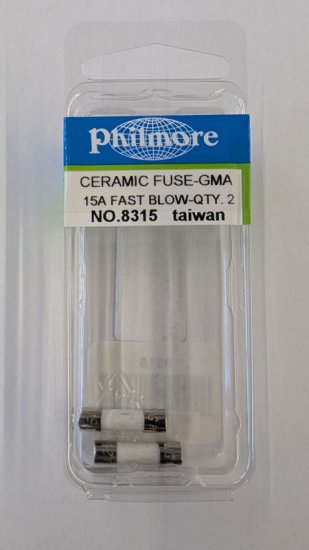 Philmore
CERAMIC FUSE-GMA
15A FAST BLOW-QTY. 2
NO.8315 taiwan